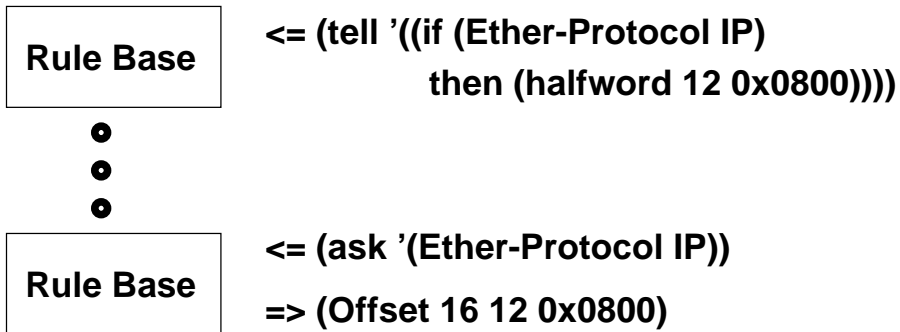 Rule Base
<= (tell ’((if (Ether-Protocol IP)
then (halfword 12 0x0800))))
Rule Base
<= (ask ’(Ether-Protocol IP))
=> (Offset 16 12 0x0800)